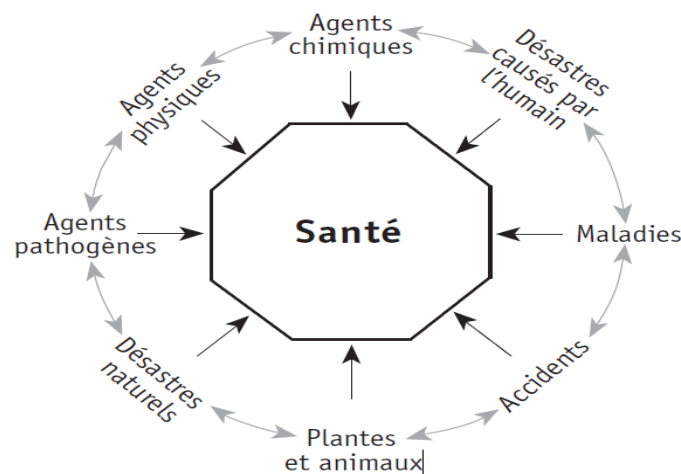 Agents
chimiques
Désastres
causés par
l'humain
Agents
physiques
Agents
pathogènes
Santé
Maladies
Désastres
naturels
Accidents
Plantes
et animaux